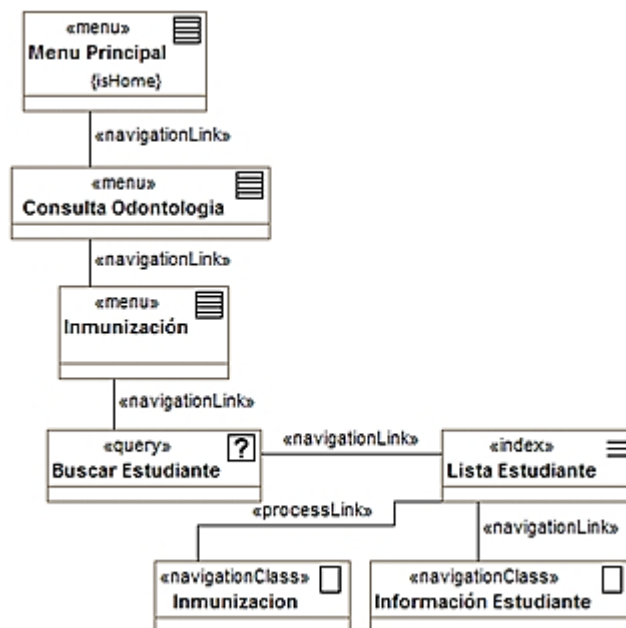 «menu»
Menu Principal
{isHome}
«navigationLink»
«menu»
Consulta Odontologia
«navigationLink»
«menu»
Inmunización
«navigationLink»
«query»
?
Buscar Estudiante
«navigationLink»
«index»
Lista Estudiante
«processLink»
«navigationLink»
«navigationClass»
Inmunizacion
«navigationClass»
Información Estudiante